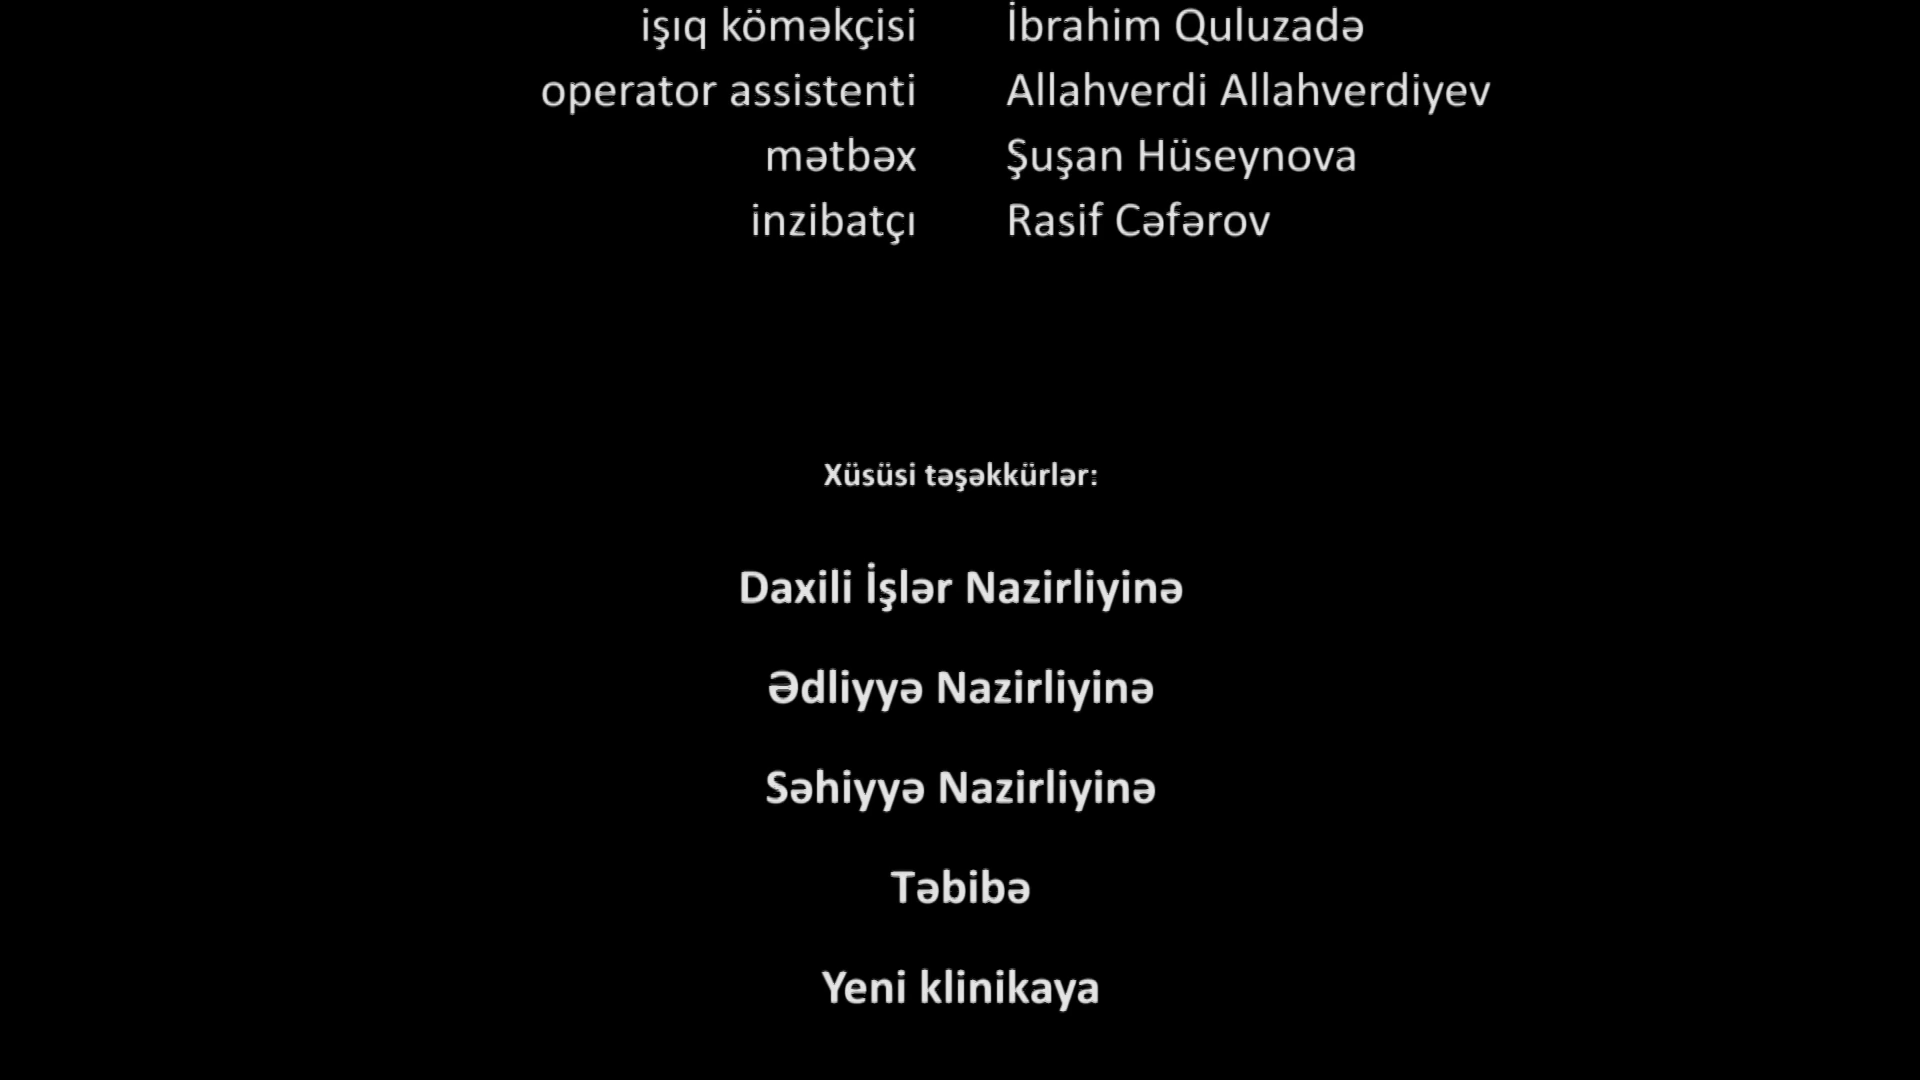 işıq köməkçisi İbrahim Quluzadə
operator assistenti Allahverdi Allahverdiyev
mətbəx Şuşan Hüseynova
inzibatçı Rasif Cəfərov
Xüsüsi təşəkkürlər:
Daxili İşlər Nazirliyinə
Ədliyyə Nazirliyinə
Səhiyyə Nazirliyinə
Təbibə
Yeni klinikaya